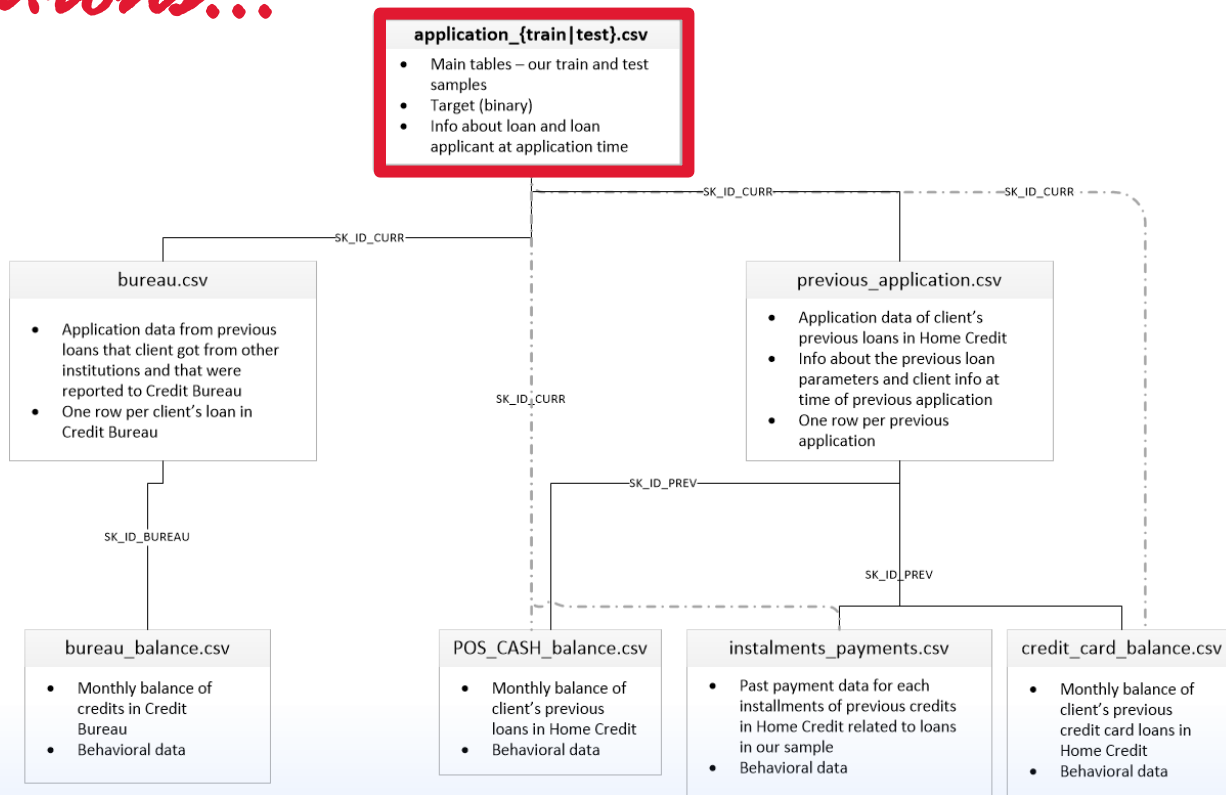 application_{train|test}.csv
• Main tables – our train and test
samples
• Target (binary)
• Info about loan and loan
applicant at application time
SK_ID_CURR
SK_ID_CURR
SK_ID_CURR
bureau.csv
• Application data from previous
loans that client got from other
institutions and that were
reported to Credit Bureau
• One row per client's loan in
Credit Bureau
previous_application.csv
• Application data of client's
previous loans in Home Credit
• Info about the previous loan
parameters and client info at
time of previous application
• One row per previous
application
SK_ID_CURR
SK_ID_PREV
SK_ID_BUREAU
SK_ID_PREV
bureau_balance.csv
• Monthly balance of
credits in Credit
Bureau
• Behavioral data
POS_CASH_balance.csv
• Monthly balance of
client's previous
loans in Home Credit
• Behavioral data
instalments_payments.csv
• Past payment data for each
installments of previous credits
in Home Credit related to loans
in our sample
• Behavioral data
credit_card_balance.csv
• Monthly balance of
client's previous
credit card loans in
Home Credit
• Behavioral data